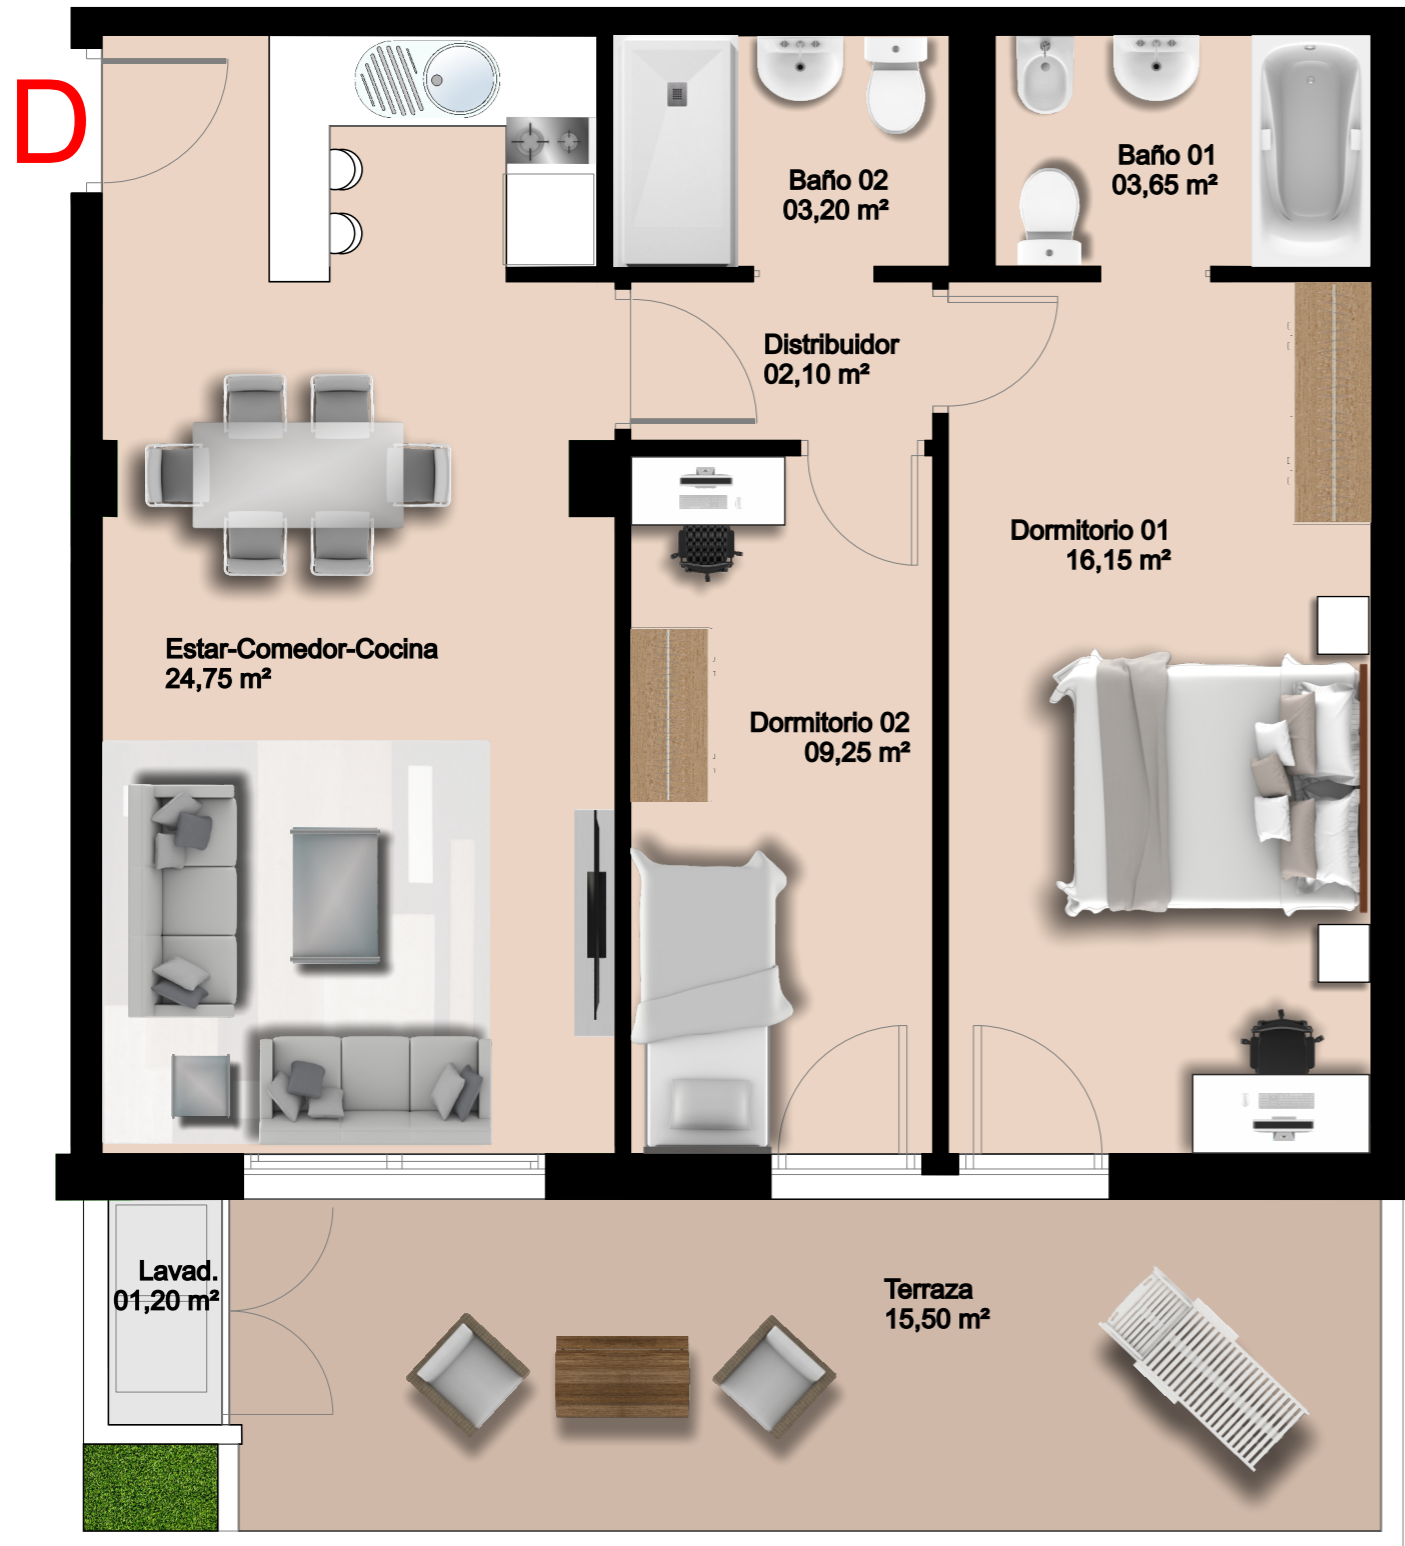 D
Baño 02
03,20 m²
Baño 01
03,65 m²
Distribuidor
02,10 m²
Dormitorio 01
16,15 m²
Estar-Comedor-Cocina
24,75 m²
Dormitorio 02
09,25 m²
Lavad.
01,20 m²
Terraza
15,50 m²